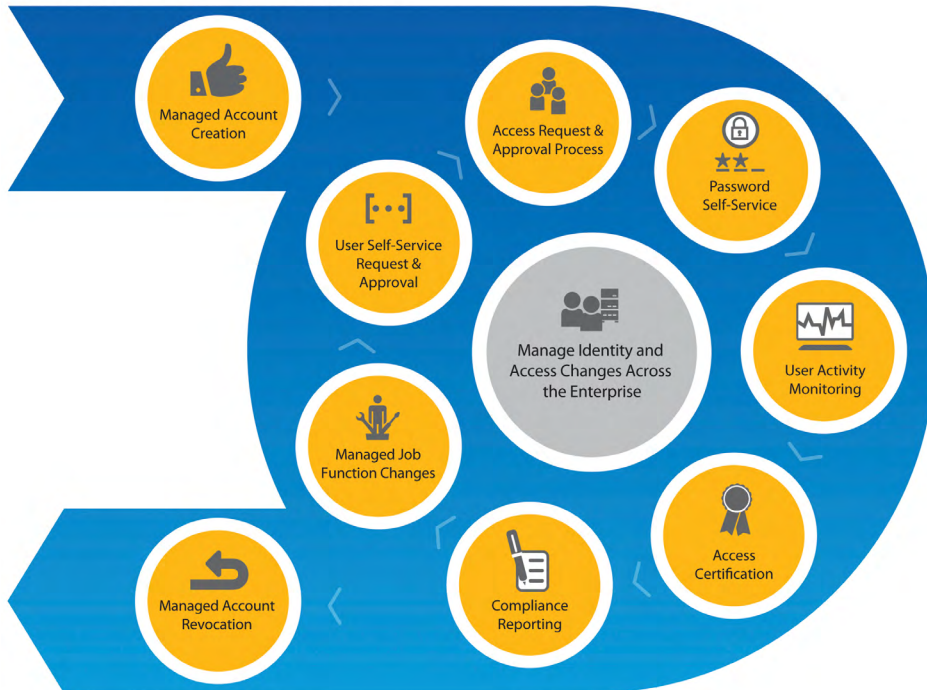 Managed Account
Creation
Access Request &
Approval Process
Password
Self-Service
User Activity
Monitoring
Access
Certification
Compliance
Reporting
Managed Job
Function Changes
User Self-Service
Request &
Approval
Manage Identity and
Access Changes Across
the Enterprise
Managed Account
Revocation